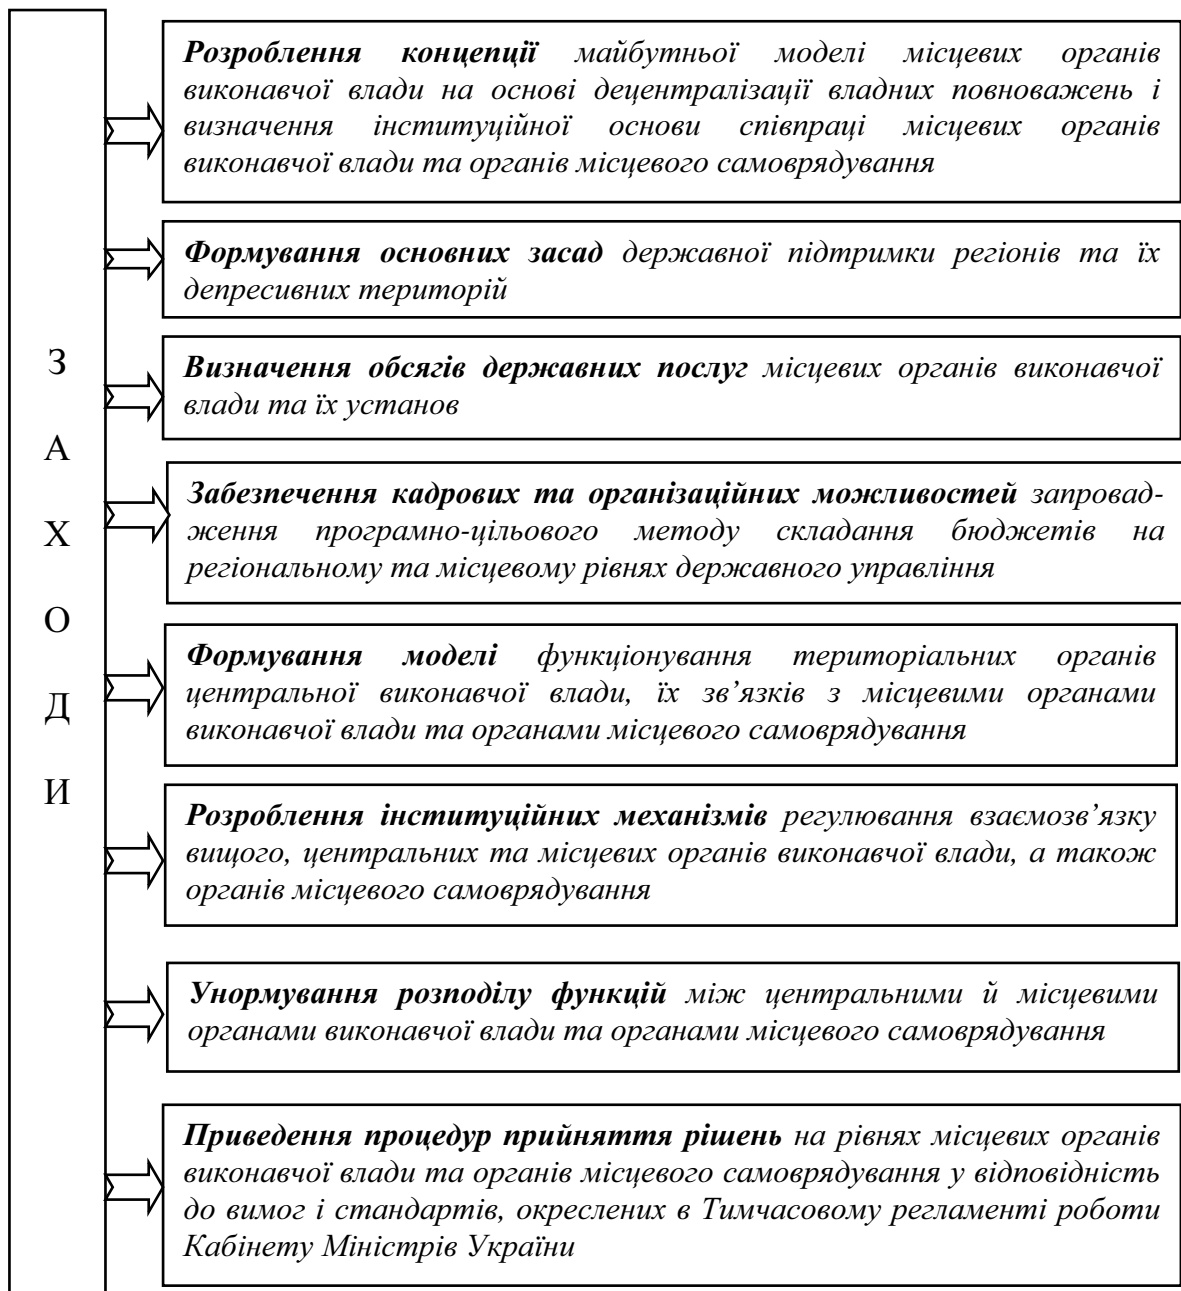 Розроблення концепції майбутньої моделі місцевих органів
виконавчої влади на основі децентралізації владних повноважень і
визначення інституційної основи співпраці місцевих органів
виконавчої влади та органів місцевого самоврядування
Формування основних засад державної підтримки регіонів та їх
депресивних територій
З
А
Х
О
Д
И
Визначення обсягів державних послуг місцевих органів виконавчої
влади та їх установ
Забезпечення кадрових та організаційних можливостей запровад-
ження програмно-цільового методу складання бюджетів на
регіональному та місцевому рівнях державного управління
Формування моделі функціонування територіальних органів
центральної виконавчої влади, їх зв’язків з місцевими органами
виконавчої влади та органами місцевого самоврядування
Розроблення інституційних механізмів регулювання взаємозв’язку
вищого, центральних та місцевих органів виконавчої влади, а також
органів місцевого самоврядування
Унормування розподілу функцій між центральними й місцевими
органами виконавчої влади та органами місцевого самоврядування
Приведення процедур прийняття рішень на рівнях місцевих органів
виконавчої влади та органів місцевого самоврядування у відповідність
до вимог і стандартів, окреслених в Тимчасовому регламенті роботи
Кабінету Міністрів України